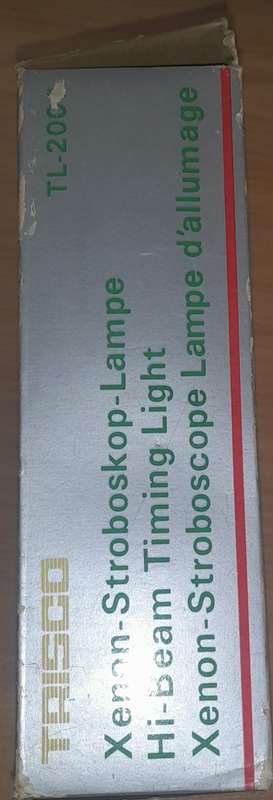 TRISCO
TL-200
Xenon-Stroboskop-Lampe
Hi-Beam Timing Light
Xenon-Stroboscope Lampe d'allumage